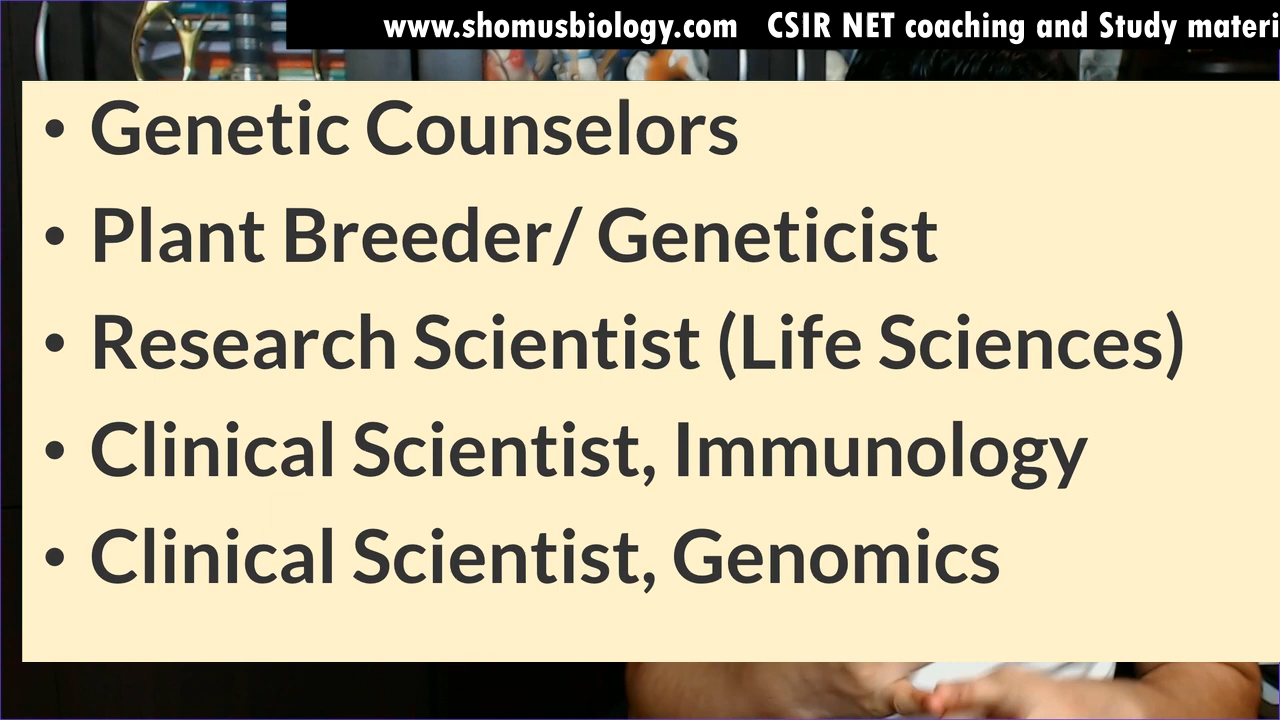 www.shomusbiology.com CSIR NET coaching and Study materi
• Genetic Counselors
• Plant Breeder/ Geneticist
• Research Scientist (Life Sciences)
• Clinical Scientist, Immunology
• Clinical Scientist, Genomics